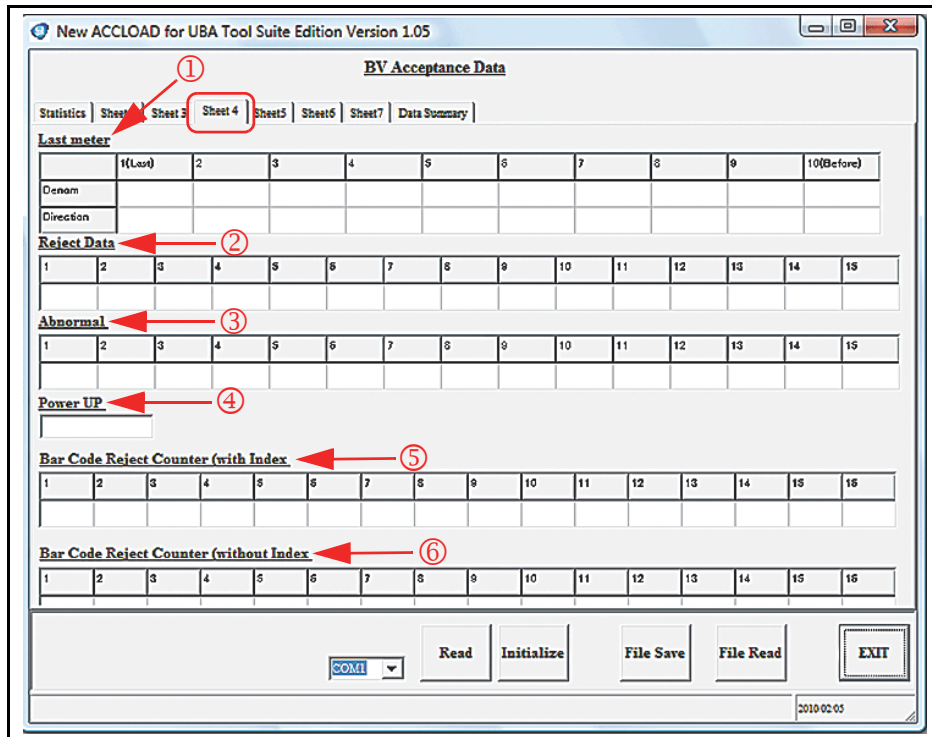 New ACCLOAD for UBA Tool Suite Edition Version 1.05
BV Acceptance Data
①
Statistics Sheet Sheet 3 Sheet 4 Sheet5 Sheet6 Sheet7 Data Summary
Last meter
1(Last) 2 3 4 5 6 7 8 9 10(Before)
Denom
Direction
Reject Data ②
1 2 3 4 5 6 7 8 9 10 11 12 13 14 15
Abnormal ③
1 2 3 4 5 6 7 8 9 10 11 12 13 14 15
Power UP ④
Bar Code Reject Counter (with Index ⑤
1 2 3 4 5 6 7 8 9 10 11 12 13 14 15 16
Bar Code Reject Counter (without Index ⑥
1 2 3 4 5 6 7 8 9 10 11 12 13 14 15 16
COM1 Read Initialize File Save File Read EXIT
2010/02/05